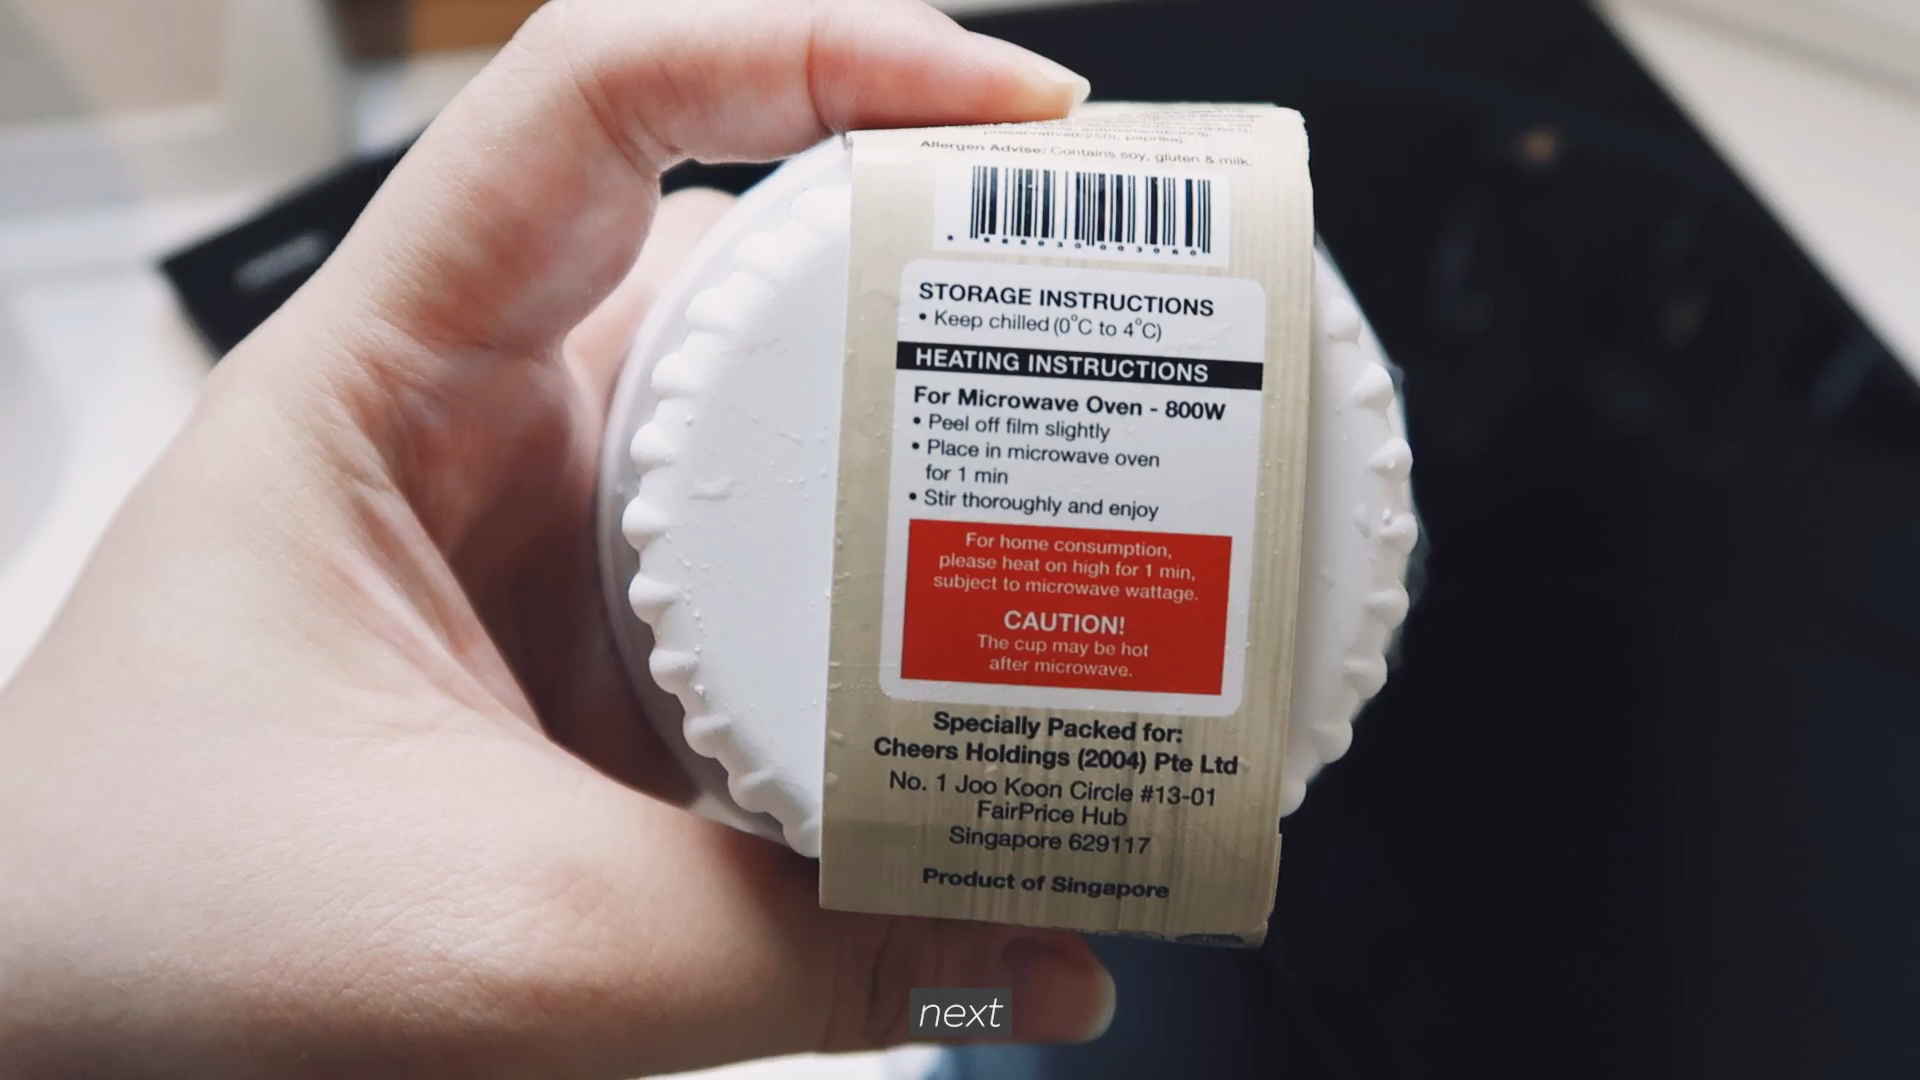 preservative(E250), paprika).
Allergen Advise: Contains soy, gluten & milk.
STORAGE INSTRUCTIONS
• Keep chilled (0°C to 4°C)
HEATING INSTRUCTIONS
For Microwave Oven - 800W
• Peel off film slightly
• Place in microwave oven
for 1 min
• Stir thoroughly and enjoy
For home consumption,
please heat on high for 1 min,
subject to microwave wattage.
CAUTION!
The cup may be hot
after microwave.
Specially Packed for:
Cheers Holdings (2004) Pte Ltd
No. 1 Joo Koon Circle #13-01
FairPrice Hub
Singapore 629117
Product of Singapore
next